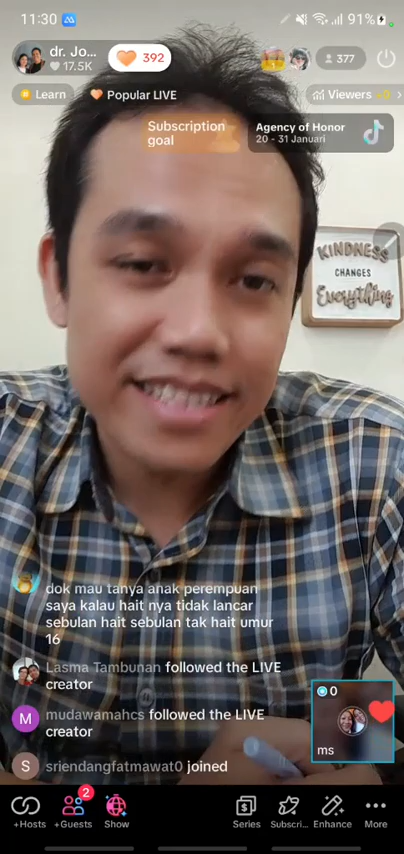 11:30
91%
dr. Jo...
17.5K
392
377
Learn
Popular LIVE
Viewers
Subscription
goal
Agency of Honor
20 - 31 Januari
KINDNESS
CHANGES
Everything
dok mau tanya anak perempuan
saya kalau hait nya tidak lancar
sebulan hait sebulan tak hait umur
16
Lasma Tambunan followed the LIVE
creator
M
mudawamahcs followed the LIVE
creator
S
sriendangfatmawat0 joined
0
ms
2
+Hosts
+Guests
Show
Series
Subscri...
Enhance
More